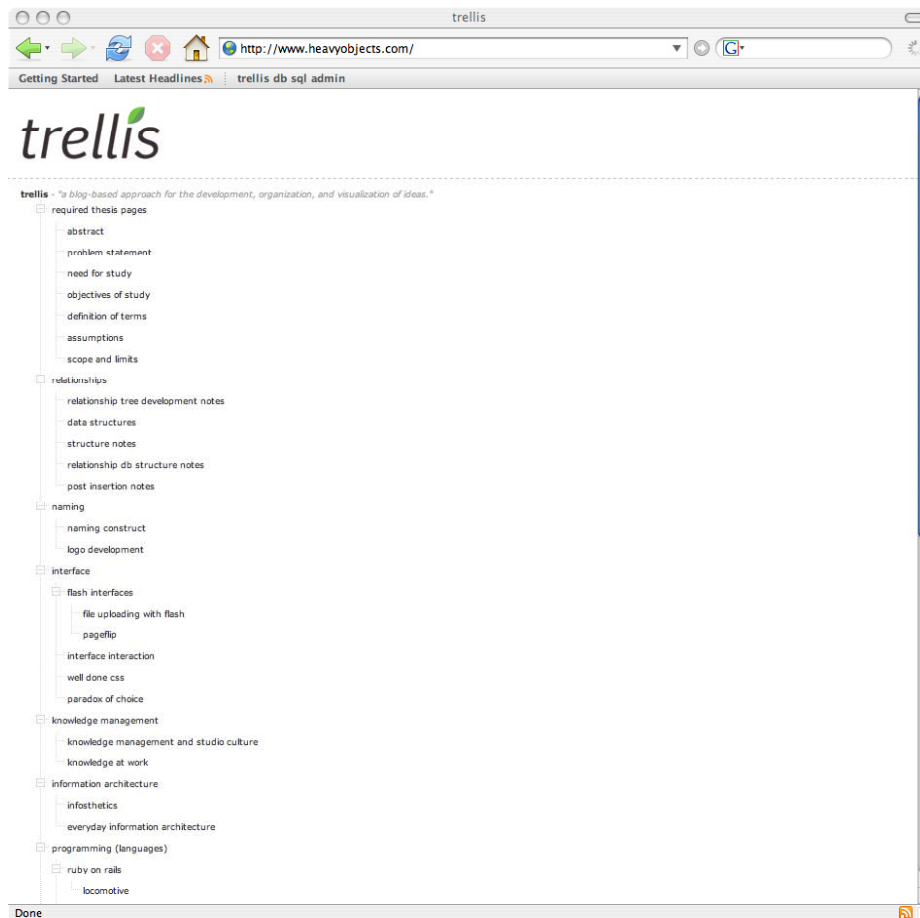 trellis
http://www.heavyobjects.com/
G
Getting Started Latest Headlines trellis db sql admin
trellis
trellis - "a blog-based approach for the development, organization, and visualization of ideas."
required thesis pages
abstract
problem statement
need for study
objectives of study
definition of terms
assumptions
scope and limits
relationships
relationship tree development notes
data structures
structure notes
relationship db structure notes
post insertion notes
naming
naming construct
logo development
interface
flash interfaces
file uploading with flash
pageflip
interface interaction
well done css
paradox of choice
knowledge management
knowledge management and studio culture
knowledge at work
information architecture
infosthetics
everyday information architecture
programming (languages)
ruby on rails
locomotive
Done